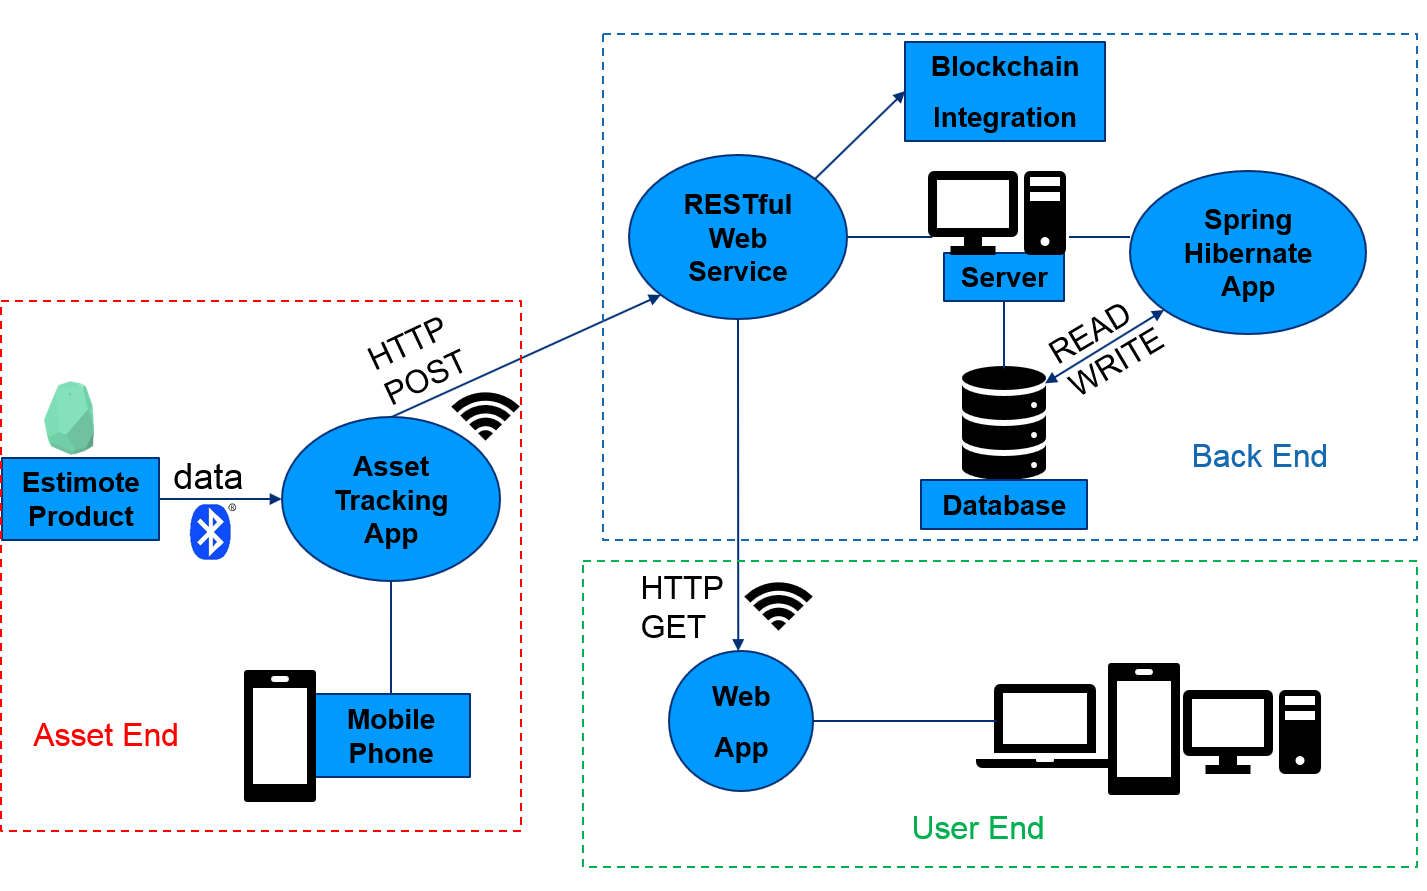 Blockchain
Integration
RESTful
Web
Service
Server
Spring
Hibernate
App
READ
WRITE
Database
Back End
HTTP
POST
Estimote
Product
data
®
Asset
Tracking
App
Mobile
Phone
Asset End
HTTP
GET
Web
App
User End